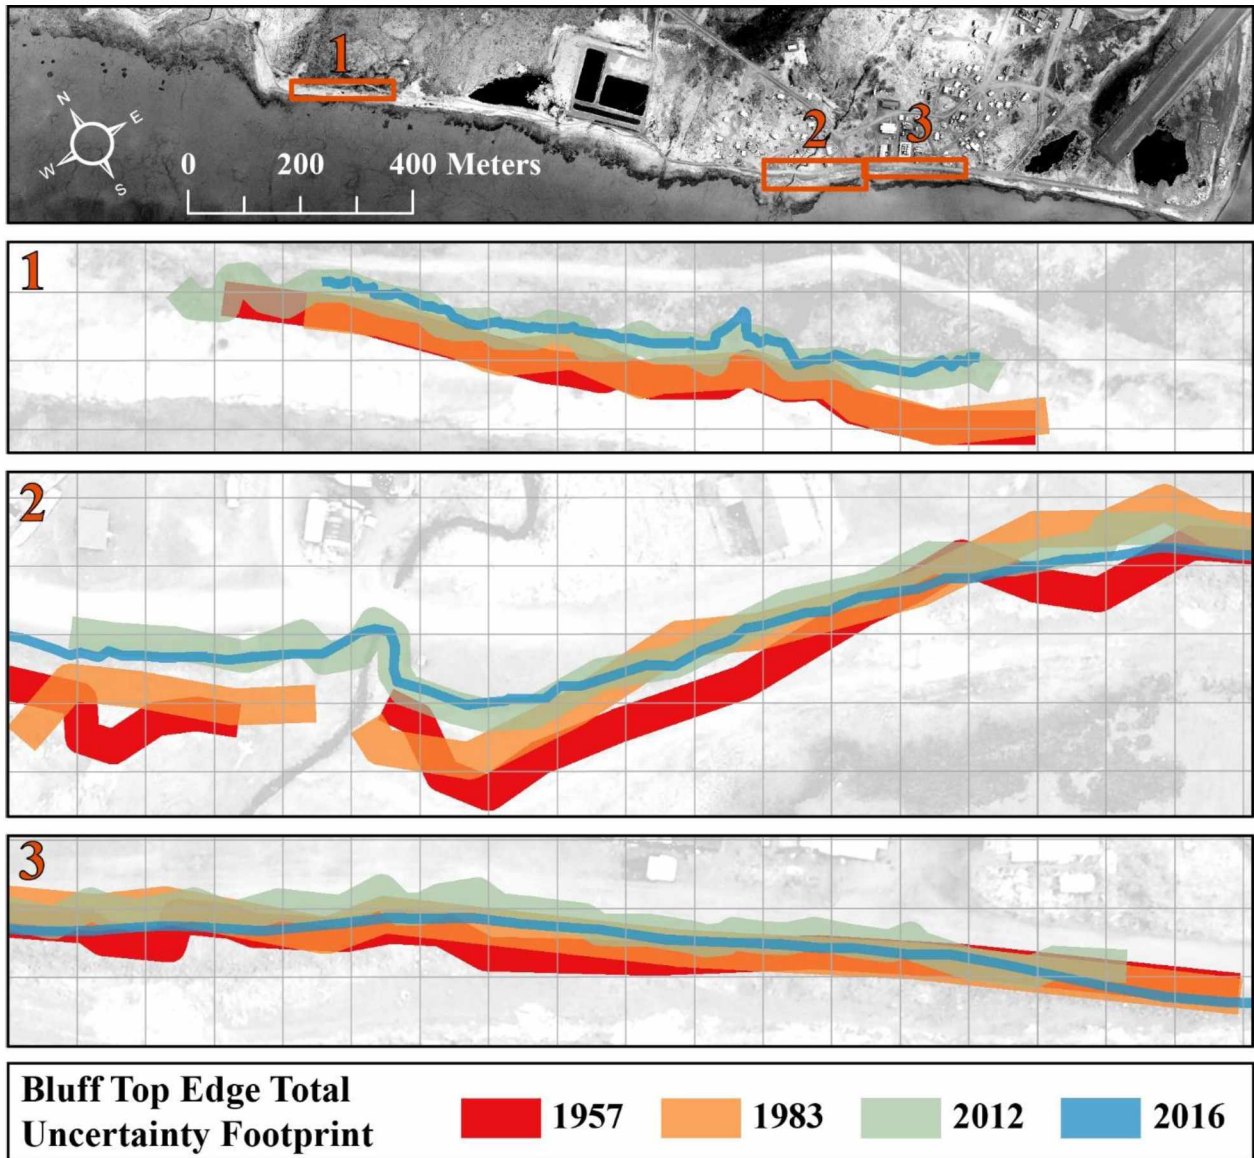 1
2
3
N
E
W
S
0 200 400 Meters
1
2
3
Bluff Top Edge Total
Uncertainty Footprint
1957 1983 2012 2016